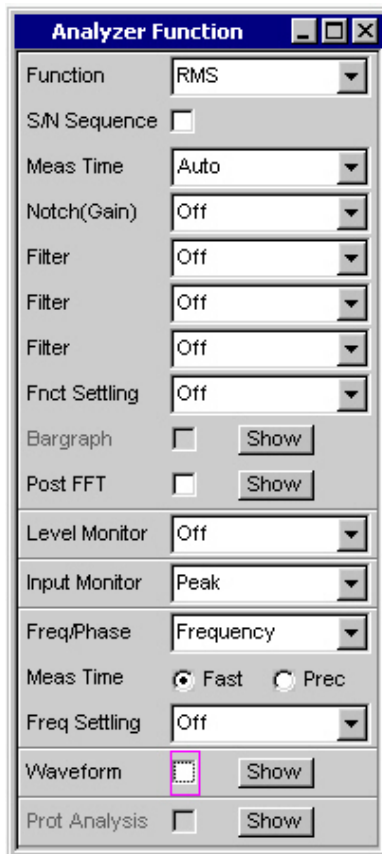 Analyzer Function
Function RMS
S/N Sequence
Meas Time Auto
Notch(Gain) Off
Filter Off
Filter Off
Filter Off
Fnct Settling Off
Bargraph Show
Post FFT Show
Level Monitor Off
Input Monitor Peak
Freq/Phase Frequency
Meas Time Fast Prec
Freq Settling Off
Waveform Show
Prot Analysis Show